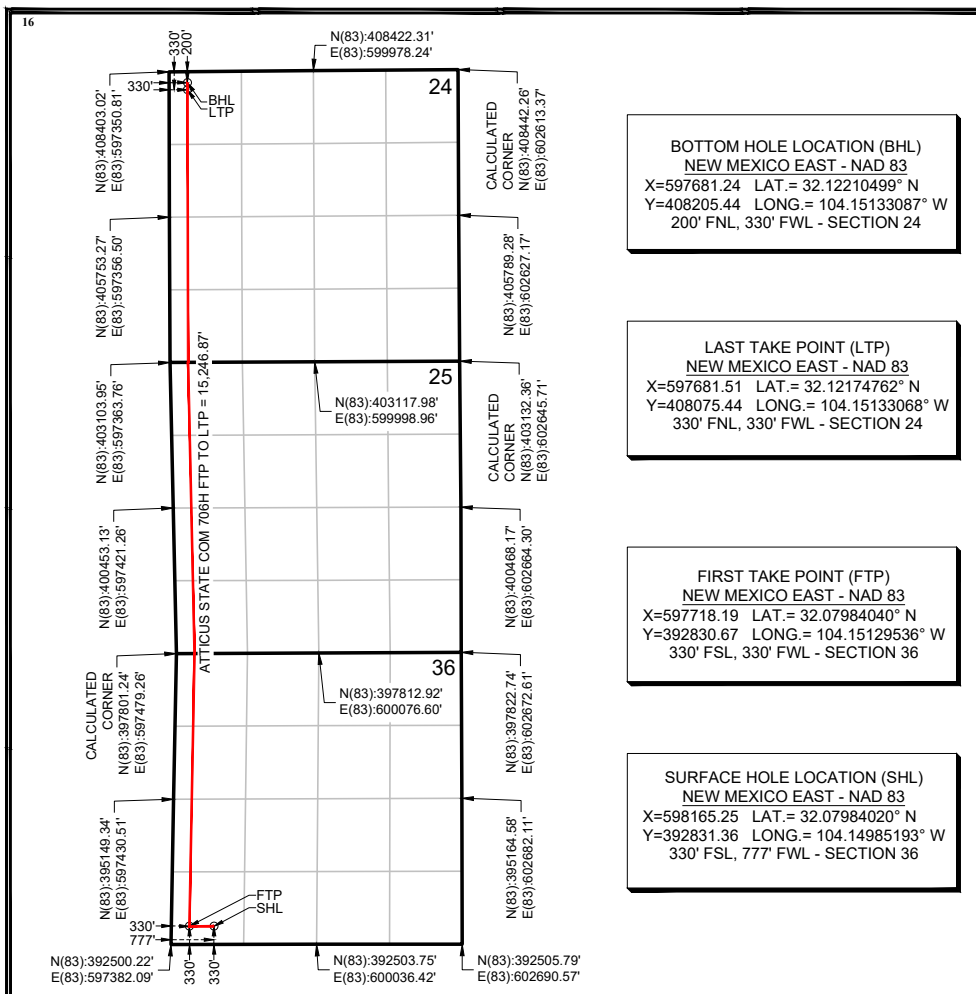 16
330'
200'
N(83):408422.31'
E(83):599978.24'
330'
BHL
LTP
24
N(83):408403.02'
E(83):597350.81'
CALCULATED
CORNER
N(83):408442.26'
E(83):602613.37'
N(83):405753.27'
E(83):597356.50'
N(83):405789.28'
E(83):602627.17'
25
N(83):403117.98'
E(83):599998.96'
N(83):403103.95'
E(83):597363.76'
CALCULATED
CORNER
N(83):403132.36'
E(83):602645.71'
ATTICUS STATE COM 706H FTP TO LTP = 15,246.87'
N(83):400453.13'
E(83):597421.26'
N(83):400468.17'
E(83):602664.30'
36
N(83):397812.92'
E(83):600076.60'
CALCULATED
CORNER
N(83):397801.24'
E(83):597479.26'
N(83):397822.74'
E(83):602672.61'
N(83):395149.34'
E(83):597430.51'
N(83):395164.58'
E(83):602682.11'
FTP
SHL
330'
777'
330'
330'
N(83):392500.22'
E(83):597382.09'
N(83):392503.75'
E(83):600036.42'
N(83):392505.79'
E(83):602690.57'
BOTTOM HOLE LOCATION (BHL)
NEW MEXICO EAST - NAD 83
X=597681.24 LAT.= 32.12210499° N
Y=408205.44 LONG.= 104.15133087° W
200' FNL, 330' FWL - SECTION 24
LAST TAKE POINT (LTP)
NEW MEXICO EAST - NAD 83
X=597681.51 LAT.= 32.12174762° N
Y=408075.44 LONG.= 104.15133068° W
330' FNL, 330' FWL - SECTION 24
FIRST TAKE POINT (FTP)
NEW MEXICO EAST - NAD 83
X=597718.19 LAT.= 32.07984040° N
Y=392830.67 LONG.= 104.15129536° W
330' FSL, 330' FWL - SECTION 36
SURFACE HOLE LOCATION (SHL)
NEW MEXICO EAST - NAD 83
X=598165.25 LAT.= 32.07984020° N
Y=392831.36 LONG.= 104.14985193° W
330' FSL, 777' FWL - SECTION 36